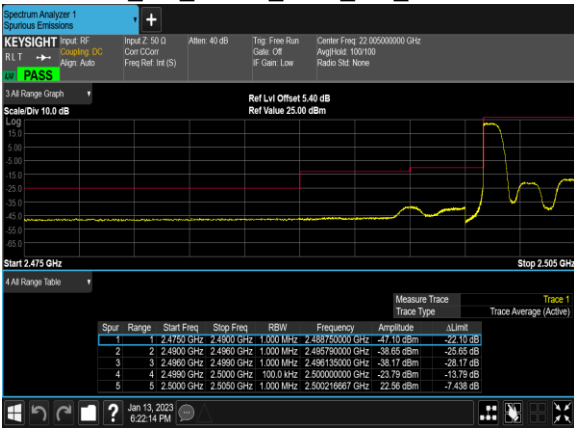 Spectrum Analyzer 1
Spurious Emissions
+
KEYSIGHT Input: RF Input Z: 50 Ω Atten: 40 dB Trig: Free Run Center Freq: 22.005000000 GHz
RLT Coupling: DC Corr CCorr Gate: Off Avg|Hold: 100/100
Align: Auto Freq Ref: Int (S) IF Gain: Low Radio Std: None
PASS
3 All Range Graph
Ref Lvl Offset 5.40 dB
Scale/Div 10.0 dB Ref Value 25.00 dBm
Log
15.0
5.00
-5.00
-15.0
-25.0
-35.0
-45.0
-55.0
-65.0
Start 2.475 GHz Stop 2.505 GHz
4 All Range Table
Measure Trace Trace 1
Trace Type Trace Average (Active)
Spur Range Start Freq Stop Freq RBW Frequency Amplitude ΔLimit
1 1 2.4750 GHz 2.4900 GHz 1.000 MHz 2.488750000 GHz -47.10 dBm -22.10 dB
2 2 2.4900 GHz 2.4960 GHz 1.000 MHz 2.495790000 GHz -38.65 dBm -25.65 dB
3 3 2.4960 GHz 2.4990 GHz 1.000 MHz 2.496135000 GHz -38.17 dBm -28.17 dB
4 4 2.4990 GHz 2.5000 GHz 100.0 kHz 2.500000000 GHz -23.79 dBm -13.79 dB
5 5 2.5000 GHz 2.5050 GHz 1.000 MHz 2.500216667 GHz 22.56 dBm -7.438 dB
? Jan 13, 2023
6:22:14 PM